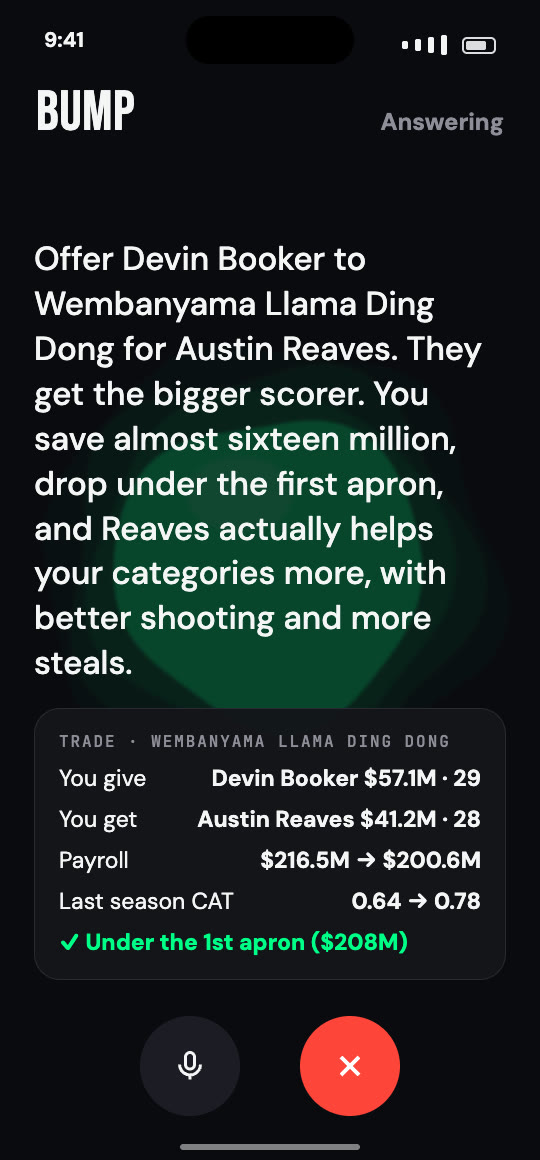 9:41
BUMP
Answering
Offer Devin Booker to
Wembanyama Llama Ding
Dong for Austin Reaves. They
get the bigger scorer. You
save almost sixteen million,
drop under the first apron,
and Reaves actually helps
your categories more, with
better shooting and more
steals.
TRADE · WEMBANYAMA LLAMA DING DONG
You give Devin Booker $57.1M · 29
You get Austin Reaves $41.2M · 28
Payroll $216.5M → $200.6M
Last season CAT 0.64 → 0.78
✓ Under the 1st apron ($208M)